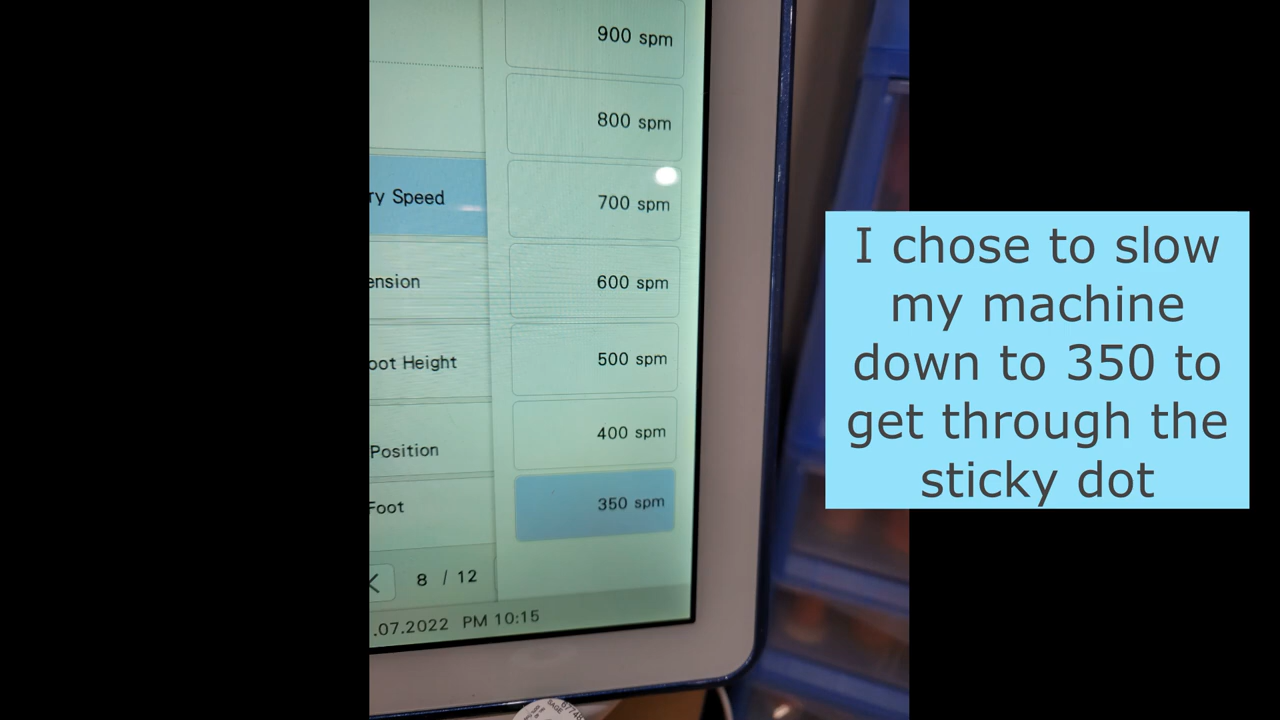 900 spm
800 spm
700 spm
ry Speed
600 spm
ension
500 spm
oot Height
400 spm
Position
350 spm
Foot
8 / 12
.07.2022 PM 10:15
I chose to slow
my machine
down to 350 to
get through the
sticky dot